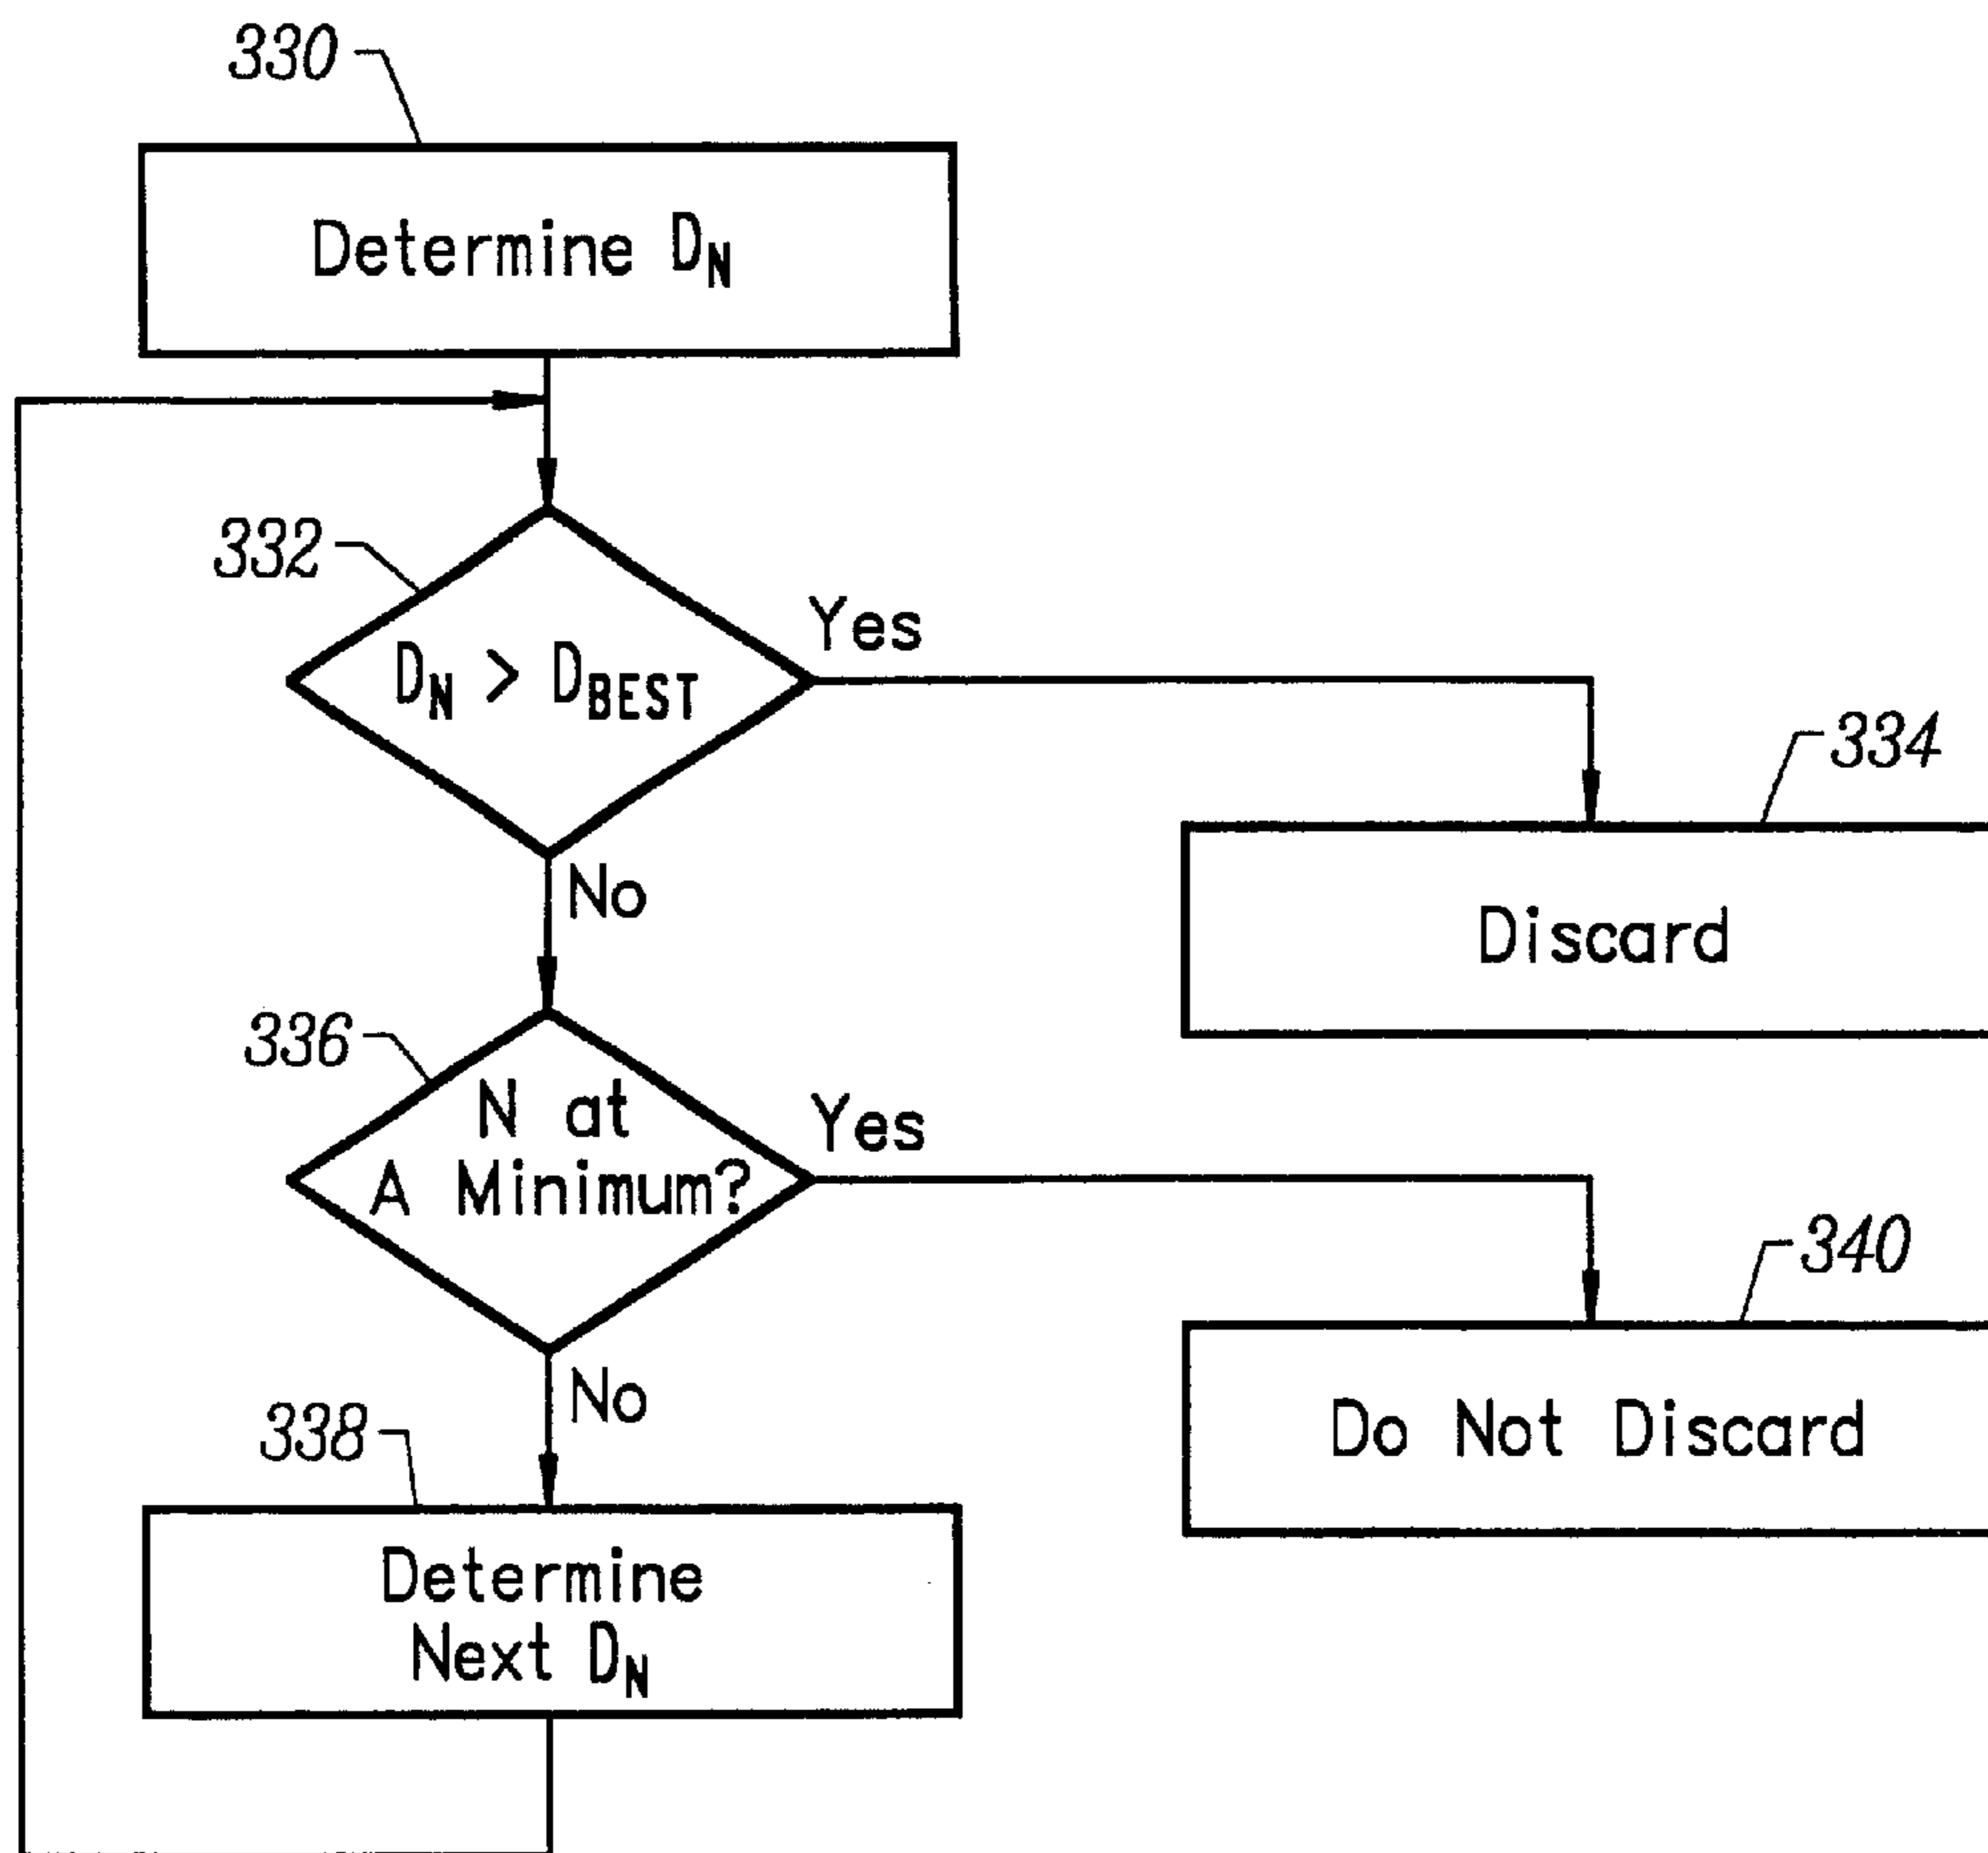 330
Determine D_N
332
D_N > D_BEST
Yes
334
Discard
No
336
N at
A Minimum?
Yes
340
Do Not Discard
No
338
Determine
Next D_N